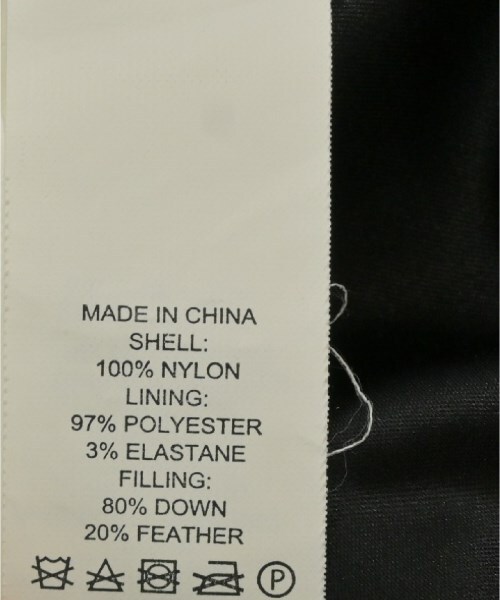 MADE IN CHINA
SHELL:
100% NYLON
LINING:
97% POLYESTER
3% ELASTANE
FILLING:
80% DOWN
20% FEATHER
P